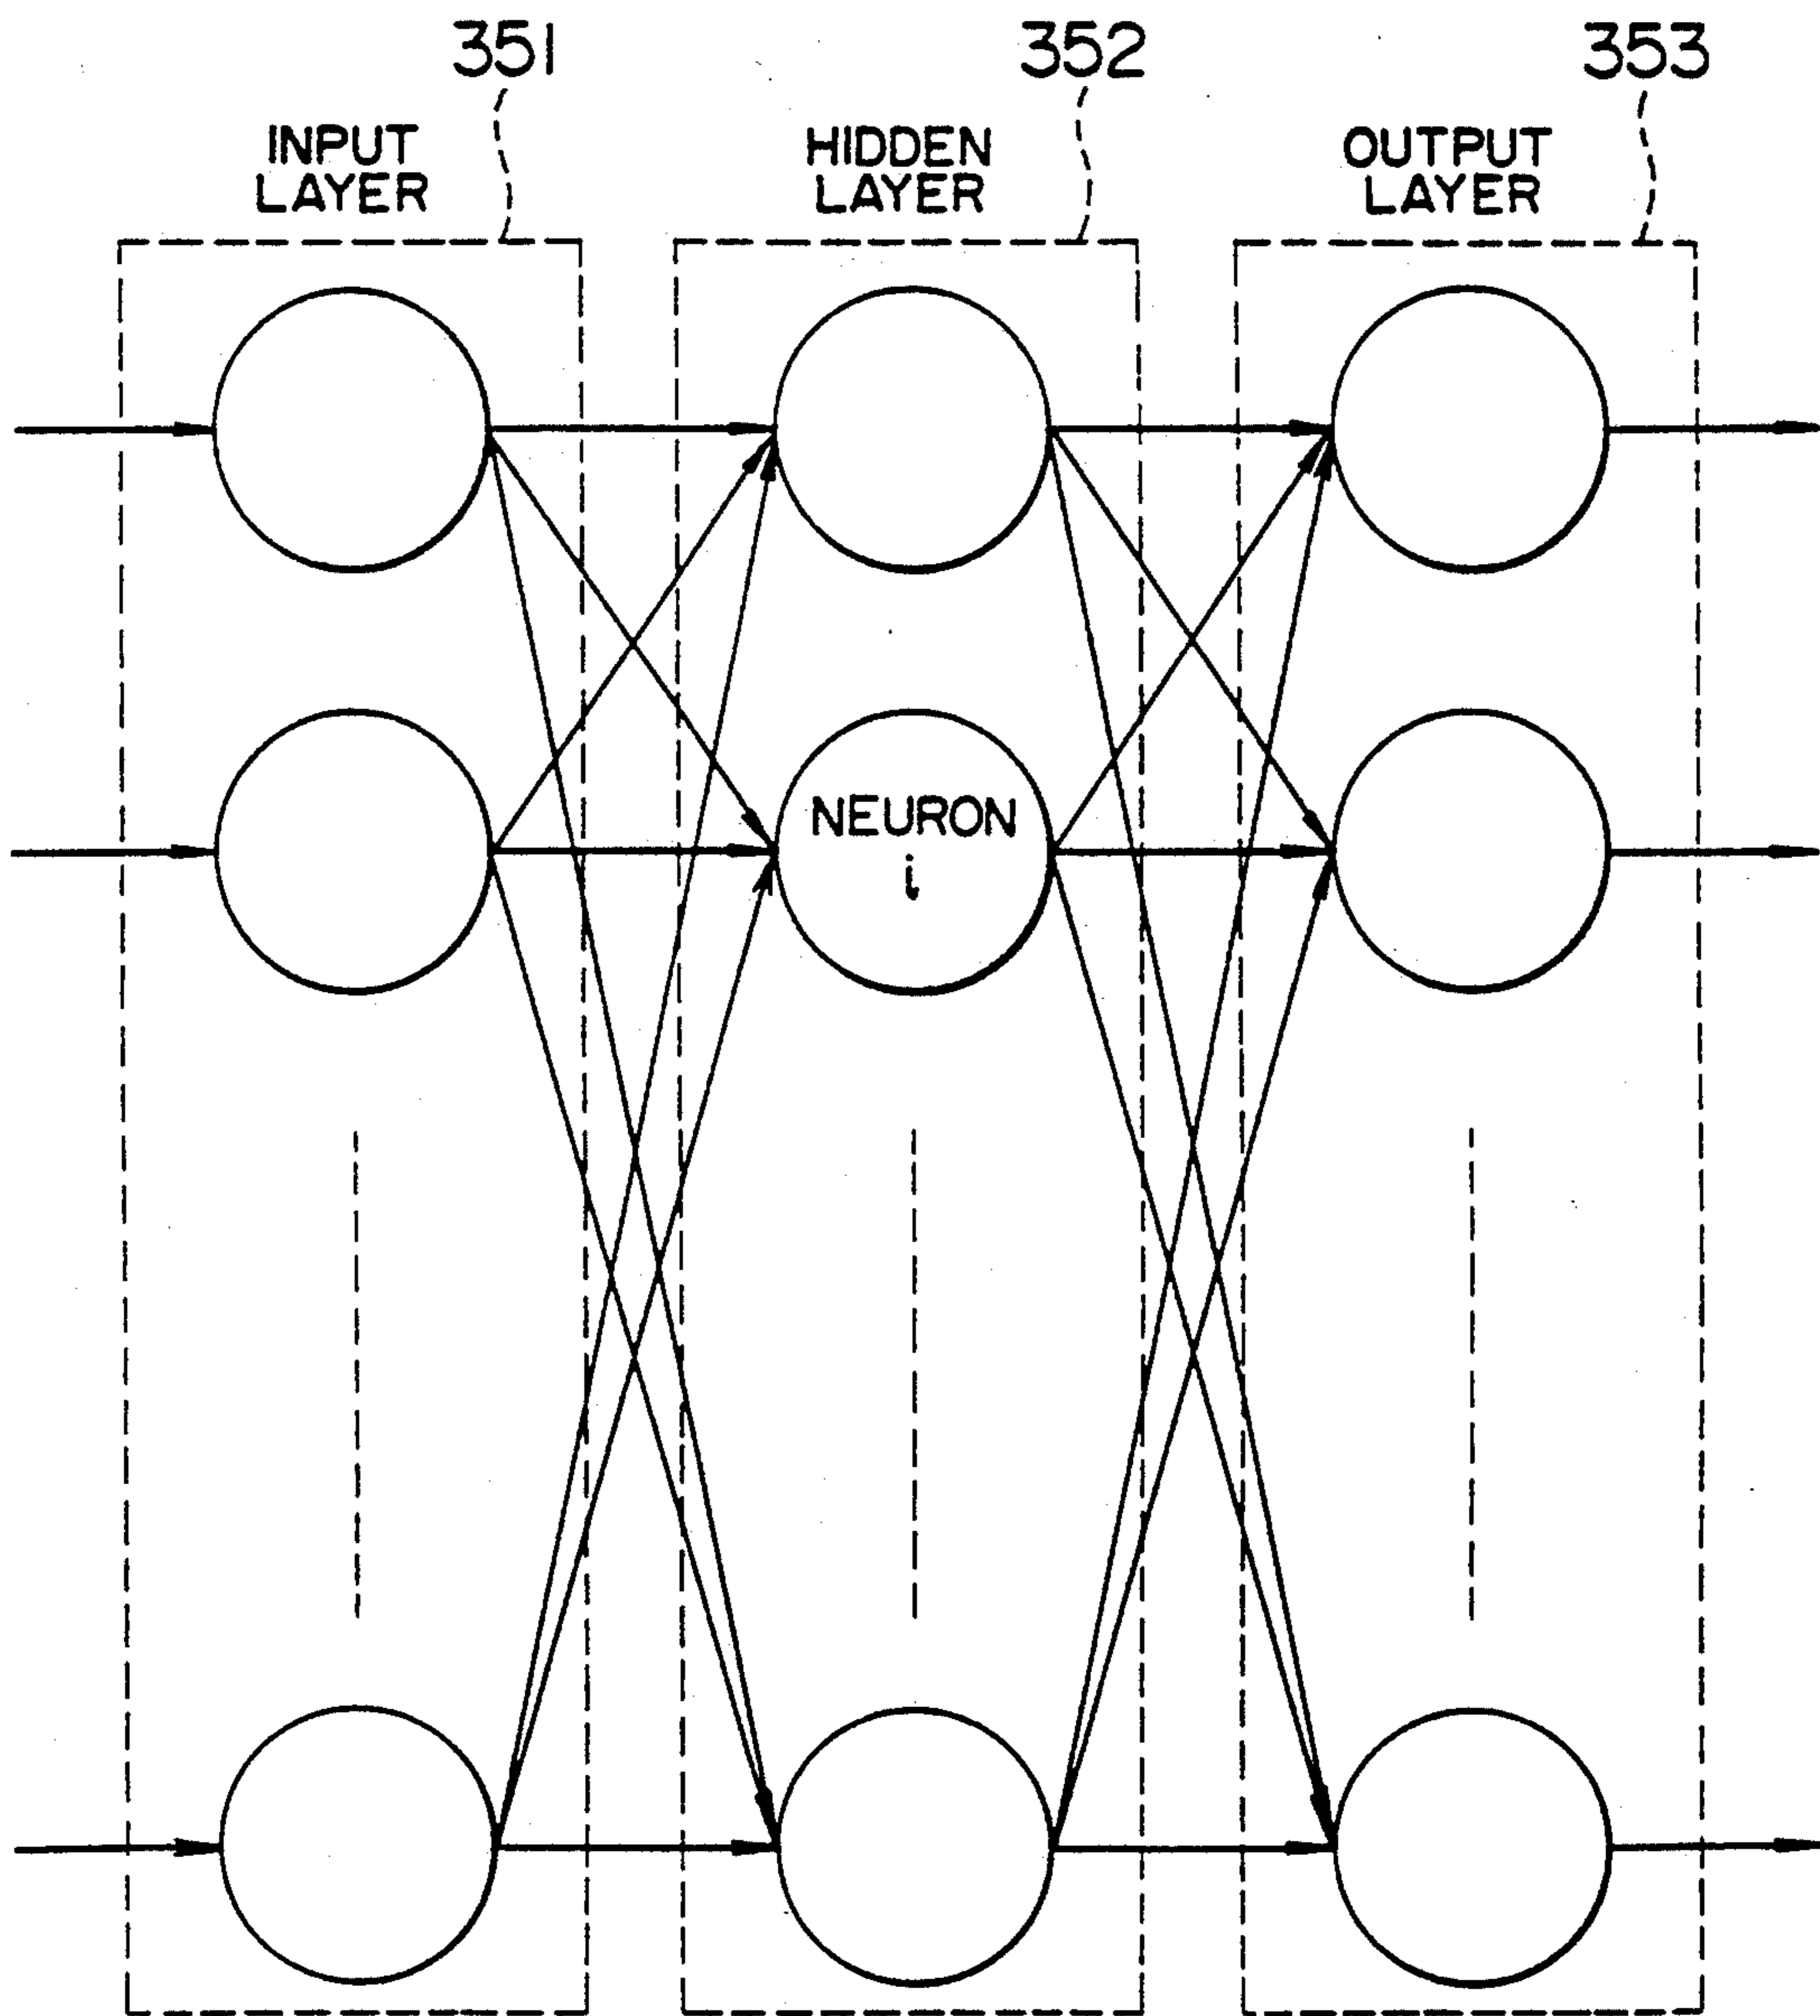 351
352
353
INPUT
LAYER
HIDDEN
LAYER
OUTPUT
LAYER
NEURON
i